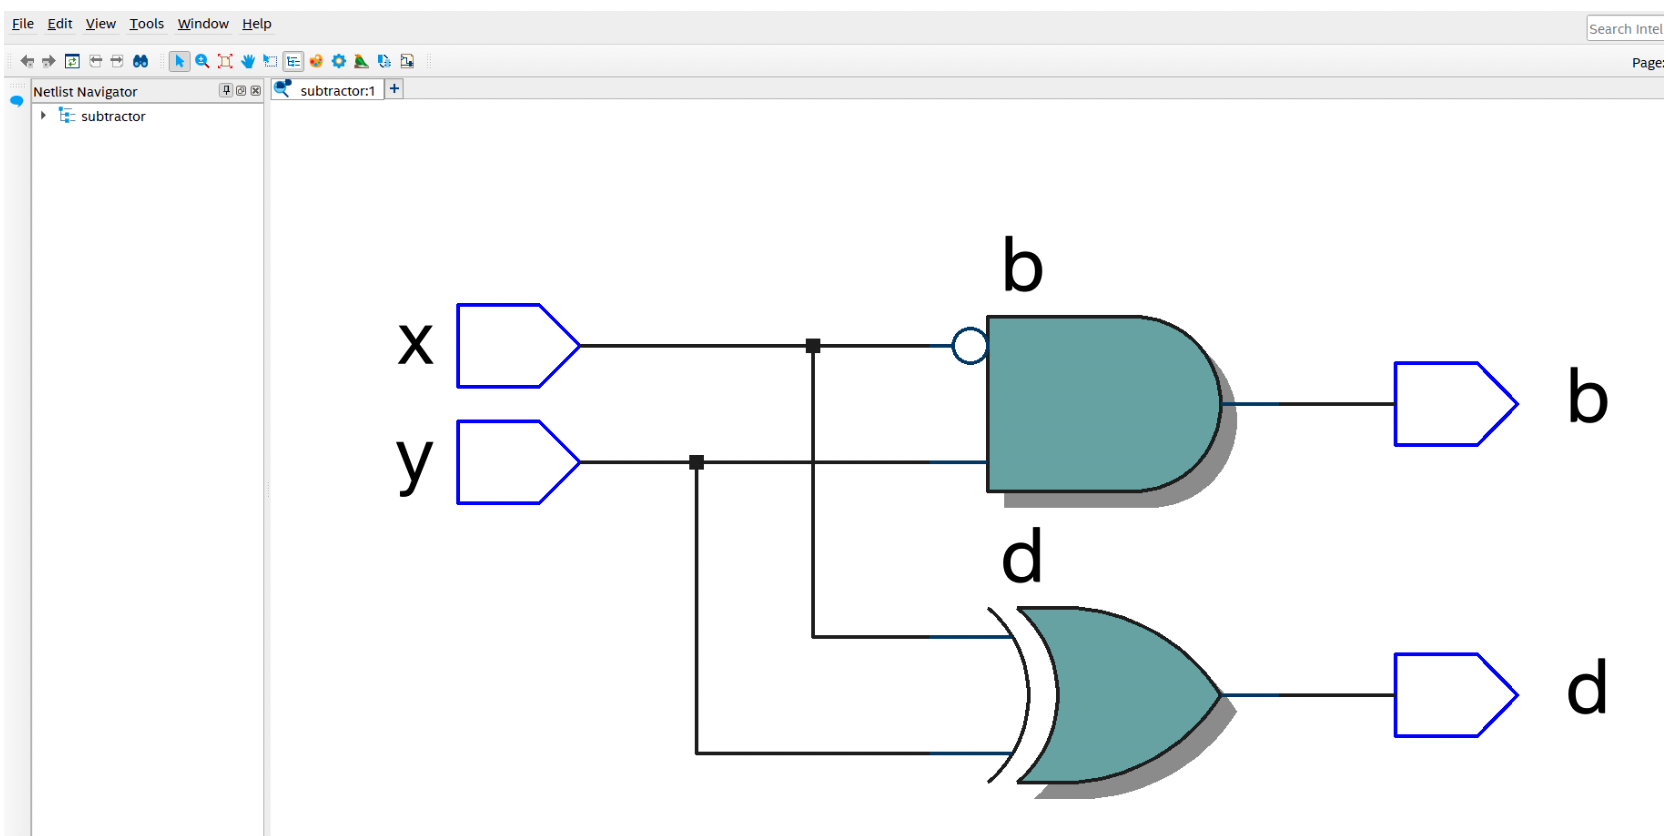 File Edit View Tools Window Help
Search Intel
Page:
Netlist Navigator
subtractor:1 +
subtractor
b
x
b
y
d
d